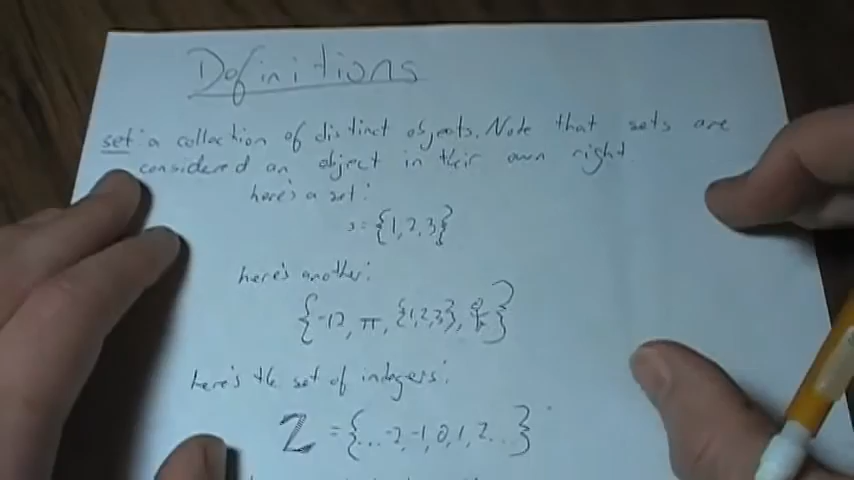 Definitions
set: a collection of distinct objects. Note that sets are
considered an object in their own right.
here's a set:
s = {1, 2, 3}
here's another:
{-12, π, {1, 2, 3}, }
here's the set of integers:
Z = {... -2, -1, 0, 1, 2 ...}